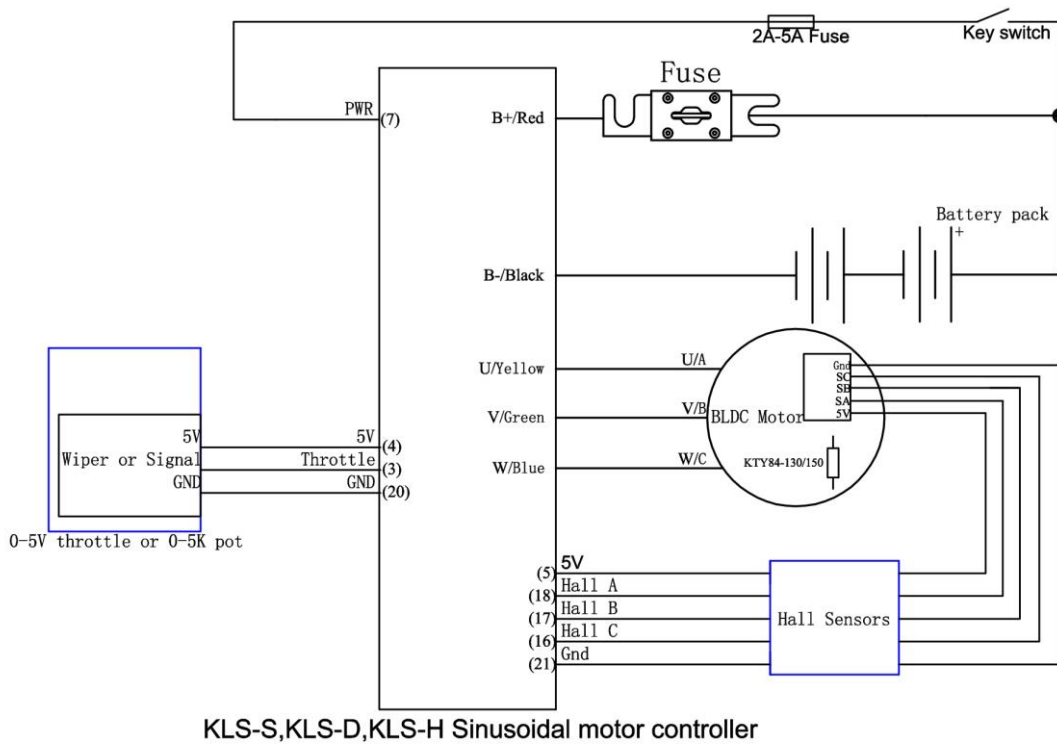 2A-5A Fuse
Key switch
Fuse
PWR
(7)
B+/Red
Battery pack
+
B-/Black
U/Yellow
U/A
Gnd
SC
SB
SA
5V
V/Green
V/B
BLDC Motor
W/Blue
W/C
KTY84-130/150
5V
5V
(4)
Wiper or Signal
Throttle
(3)
GND
GND
(20)
0-5V throttle or 0-5K pot
5V
(5)
Hall A
(18)
Hall B
(17)
Hall Sensors
Hall C
(16)
Gnd
(21)
KLS-S,KLS-D,KLS-H Sinusoidal motor controller